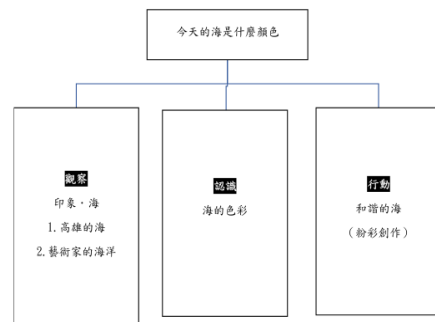 今天的海是什麼顏色
觀察
印象·海
1.高雄的海
2.藝術家的海洋
認識
海的色彩
行動
和諧的海
(粉彩創作)